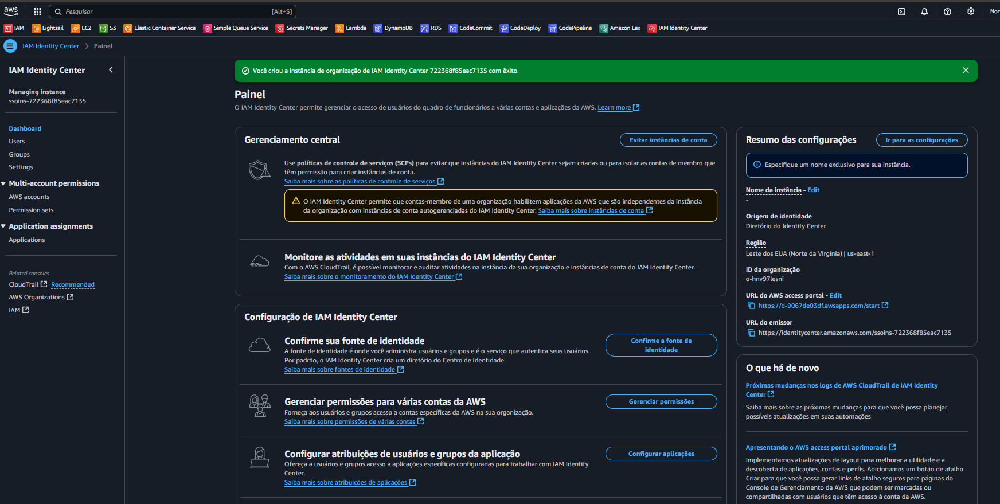 aws
Pesquisar
[Alt+S]
Nor
IAM
Lightsail
EC2
S3
Elastic Container Service
Simple Queue Service
Secrets Manager
Lambda
DynamoDB
RDS
CodeCommit
CodeDeploy
CodePipeline
Amazon Lex
IAM Identity Center
IAM Identity Center
Painel
IAM Identity Center
Managing instance
ssoins-722368f85eac7135
Dashboard
Users
Groups
Settings
Multi-account permissions
AWS accounts
Permission sets
Application assignments
Applications
Related consoles
CloudTrail Recommended
AWS Organizations
IAM
Você criou a instância de organização de IAM Identity Center 722368f85eac7135 com êxito.
Painel
O IAM Identity Center permite gerenciar o acesso de usuários do quadro de funcionários a várias contas e aplicações da AWS. Learn more
Gerenciamento central
Evitar instâncias de conta
Use políticas de controle de serviços (SCPs) para evitar que instâncias do IAM Identity Center sejam criadas ou para isolar as contas de membro que
têm permissão para criar instâncias de conta.
Saiba mais sobre as políticas de controle de serviços
O IAM Identity Center permite que contas-membro de uma organização habilitem aplicações da AWS que são independentes da instância
da organização com instâncias de conta autogerenciadas do IAM Identity Center. Saiba mais sobre instâncias de conta
Monitore as atividades em suas instâncias do IAM Identity Center
Com o AWS CloudTrail, é possível monitorar e auditar atividades na instância da sua organização e instâncias de conta do IAM Identity Center.
Saiba mais sobre o monitoramento do IAM Identity Center
Configuração de IAM Identity Center
Confirme sua fonte de identidade
A fonte de identidade é onde você administra usuários e grupos e é o serviço que autentica seus usuários.
Por padrão, o IAM Identity Center cria um diretório do Centro de Identidade.
Saiba mais sobre fontes de identidade
Confirme a fonte de
identidade
Gerenciar permissões para várias contas da AWS
Forneça aos usuários e grupos acesso a contas específicas da AWS na sua organização.
Saiba mais sobre permissões de várias contas
Gerenciar permissões
Configurar atribuições de usuários e grupos da aplicação
Ofereça a usuários e grupos acesso a aplicações específicas configuradas para trabalhar com IAM Identity
Center.
Saiba mais sobre atribuições de aplicações
Configurar aplicações
Resumo das configurações
Ir para as configurações
Especifique um nome exclusivo para sua instância.
Nome da instância - Edit
-
Origem de identidade
Diretório do Identity Center
Região
Leste dos EUA (Norte da Virgínia) | us-east-1
ID da organização
o-hnv97lesni
URL do AWS access portal - Edit
https://d-9067de03df.awsapps.com/start
URL do emissor
https://identitycenter.amazonaws.com/ssoins-722368f85eac7135
O que há de novo
Próximas mudanças nos logs de AWS CloudTrail de IAM Identity
Center
Saiba mais sobre as próximas mudanças para que você possa planejar
possíveis atualizações em suas automações
Apresentando o AWS access portal aprimorado
Implementamos atualizações de layout para melhorar a utilidade e a
descoberta de aplicações, contas e perfis. Adicionamos um botão de atalho
Criar para que você possa gerar links de atalho seguros para páginas do
Console de Gerenciamento da AWS que podem ser marcadas ou
compartilhadas com usuários que têm acesso à conta da AWS.